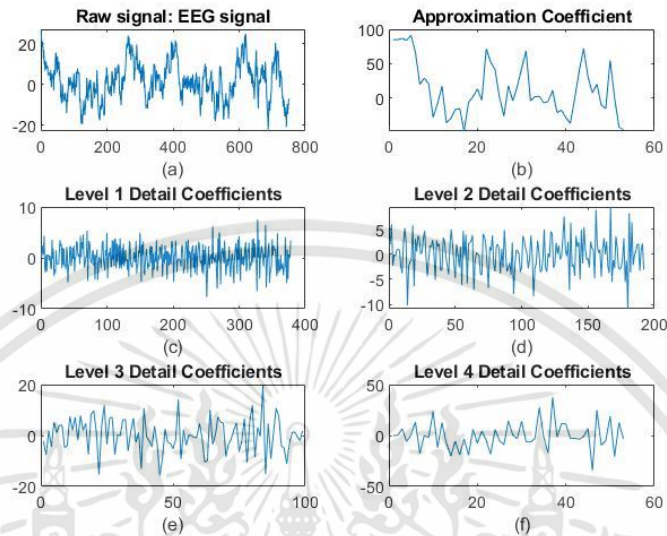 Raw signal: EEG signal
20
0
-20
0 200 400 600 800
(a)
Approximation Coefficient
100
50
0
0 20 40 60
(b)
Level 1 Detail Coefficients
10
0
-10
0 100 200 300 400
(c)
Level 2 Detail Coefficients
5
0
-5
-10
0 50 100 150 200
(d)
Level 3 Detail Coefficients
20
0
-20
0 50 100
(e)
Level 4 Detail Coefficients
50
0
-50
0 20 40 60
(f)